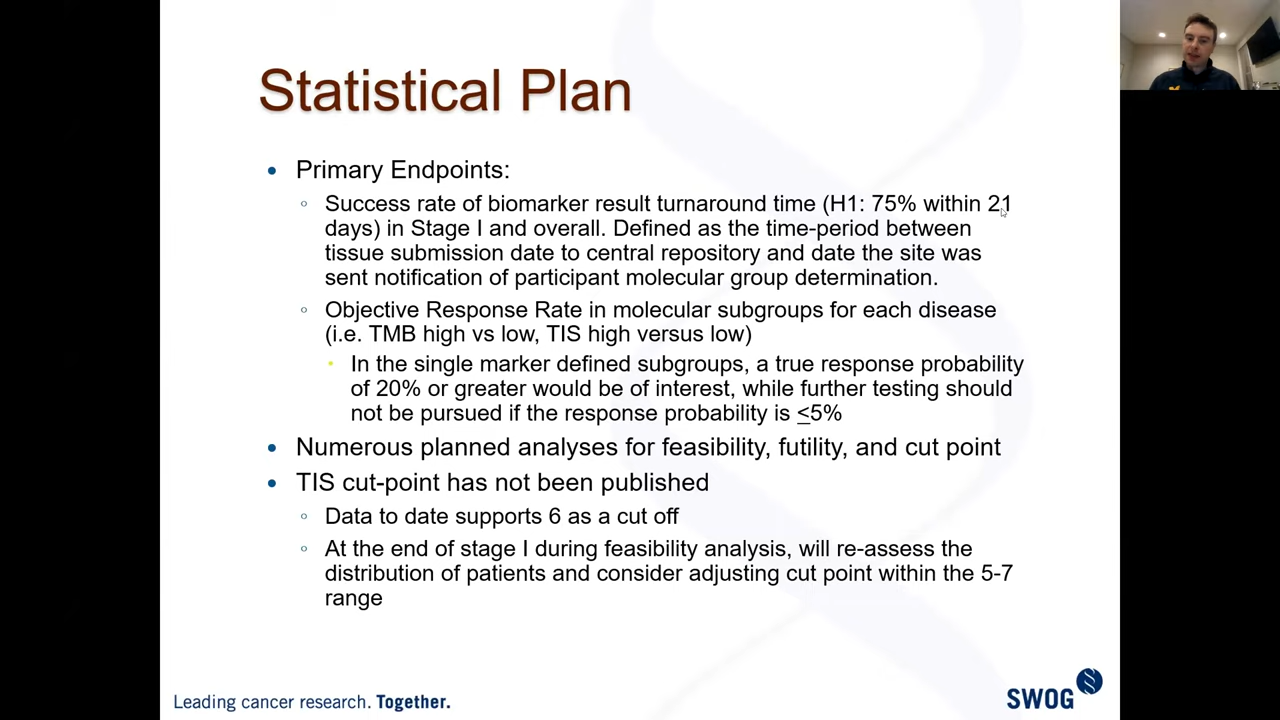 Statistical Plan
• Primary Endpoints:
◦ Success rate of biomarker result turnaround time (H1: 75% within 21
days) in Stage I and overall. Defined as the time-period between
tissue submission date to central repository and date the site was
sent notification of participant molecular group determination.
◦ Objective Response Rate in molecular subgroups for each disease
(i.e. TMB high vs low, TIS high versus low)
▪ In the single marker defined subgroups, a true response probability
of 20% or greater would be of interest, while further testing should
not be pursued if the response probability is <5%
• Numerous planned analyses for feasibility, futility, and cut point
• TIS cut-point has not been published
◦ Data to date supports 6 as a cut off
◦ At the end of stage I during feasibility analysis, will re-assess the
distribution of patients and consider adjusting cut point within the 5-7
range
Leading cancer research. Together.
SWOG